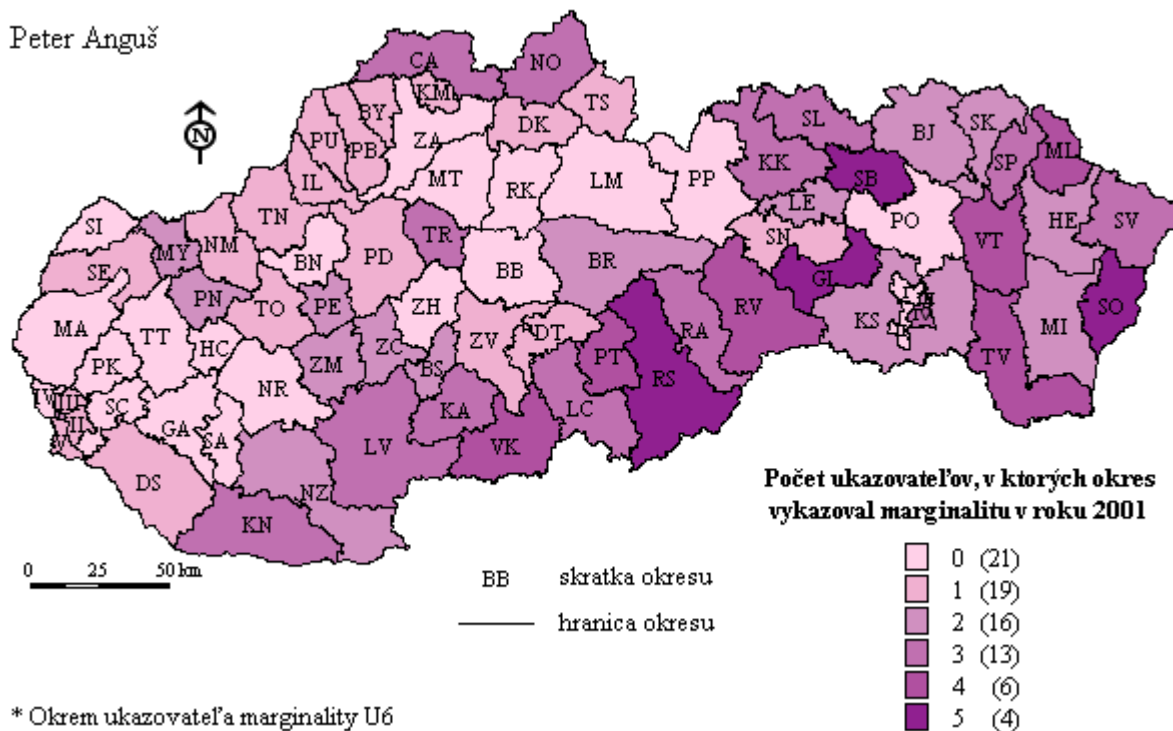 Peter Anguš
CA
NO
KM
TS
BY
DK
PU
PB
ZA
IL
MT
RK
LM
PP
KK
SL
BJ
SK
SP
ML
SB
LE
HE
SV
SI
MY
NM
TN
BN
PD
TR
BB
BR
SN
PO
VT
GL
SE
PN
TO
PE
ZH
RV
KS
SO
MA
TT
HC
ZM
ZC
BS
ZV
DT
RA
PT
RS
TV
MI
PK
NR
IV
III
SC
II
V
GA
SA
KA
LC
LV
VK
DS
NZ
KN
N
0 25 50 km
BB skratka okresu
hranica okresu
Počet ukazovateľov, v ktorých okres
vykazoval marginalitu v roku 2001
0 (21)
1 (19)
2 (16)
3 (13)
4 (6)
5 (4)
* Okrem ukazovateľa marginality U6